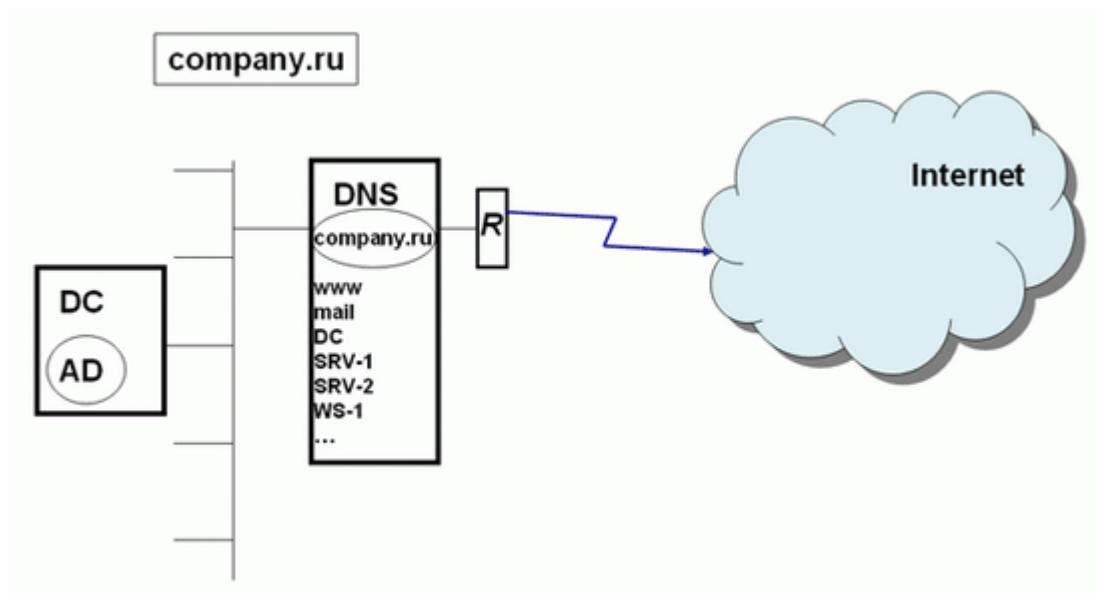 company.ru
DNS
company.ru
www
mail
DC
SRV-1
SRV-2
WS-1
...
R
Internet
DC
AD